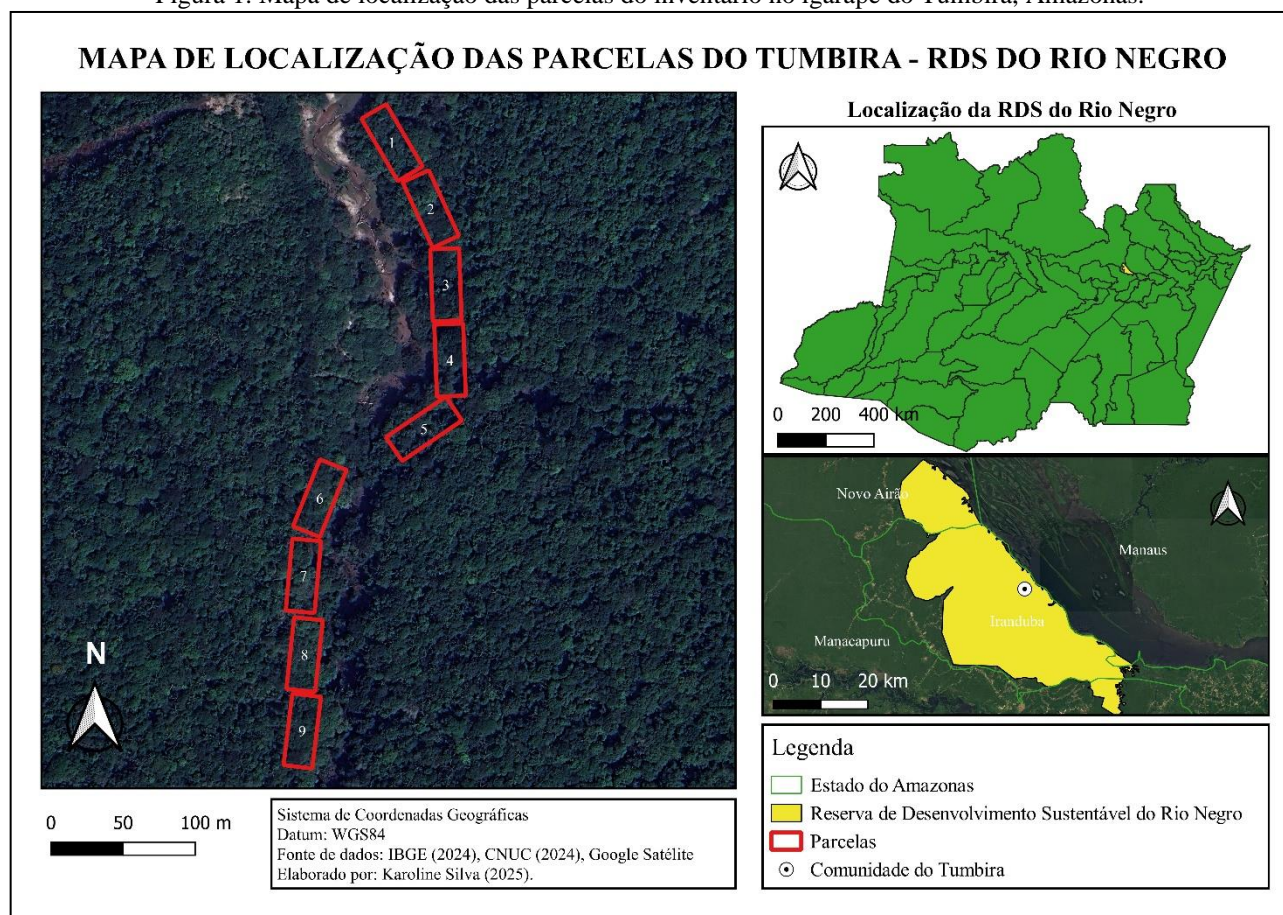 Figura 1. Mapa de localização das parcelas do inventário no igarapé do Tumbira, Amazonas.
MAPA DE LOCALIZAÇÃO DAS PARCELAS DO TUMBIRA - RDS DO RIO NEGRO
1
2
3
4
5
6
7
8
9
N
0 50 100 m
Sistema de Coordenadas Geográficas
Datum: WGS84
Fonte de dados: IBGE (2024), CNUC (2024), Google Satélite
Elaborado por: Karoline Silva (2025).
Localização da RDS do Rio Negro
0 200 400 km
Novo Airão
Manaus
Iranduba
Manacapuru
0 10 20 km
Legenda
Estado do Amazonas
Reserva de Desenvolvimento Sustentável do Rio Negro
Parcelas
Comunidade do Tumbira